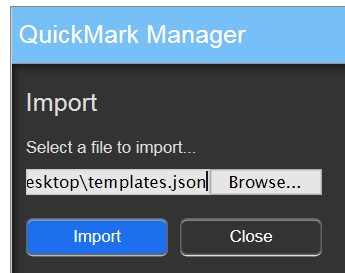 QuickMark Manager
Import
Select a file to import...
esktop\templates.json Browse...
Import Close